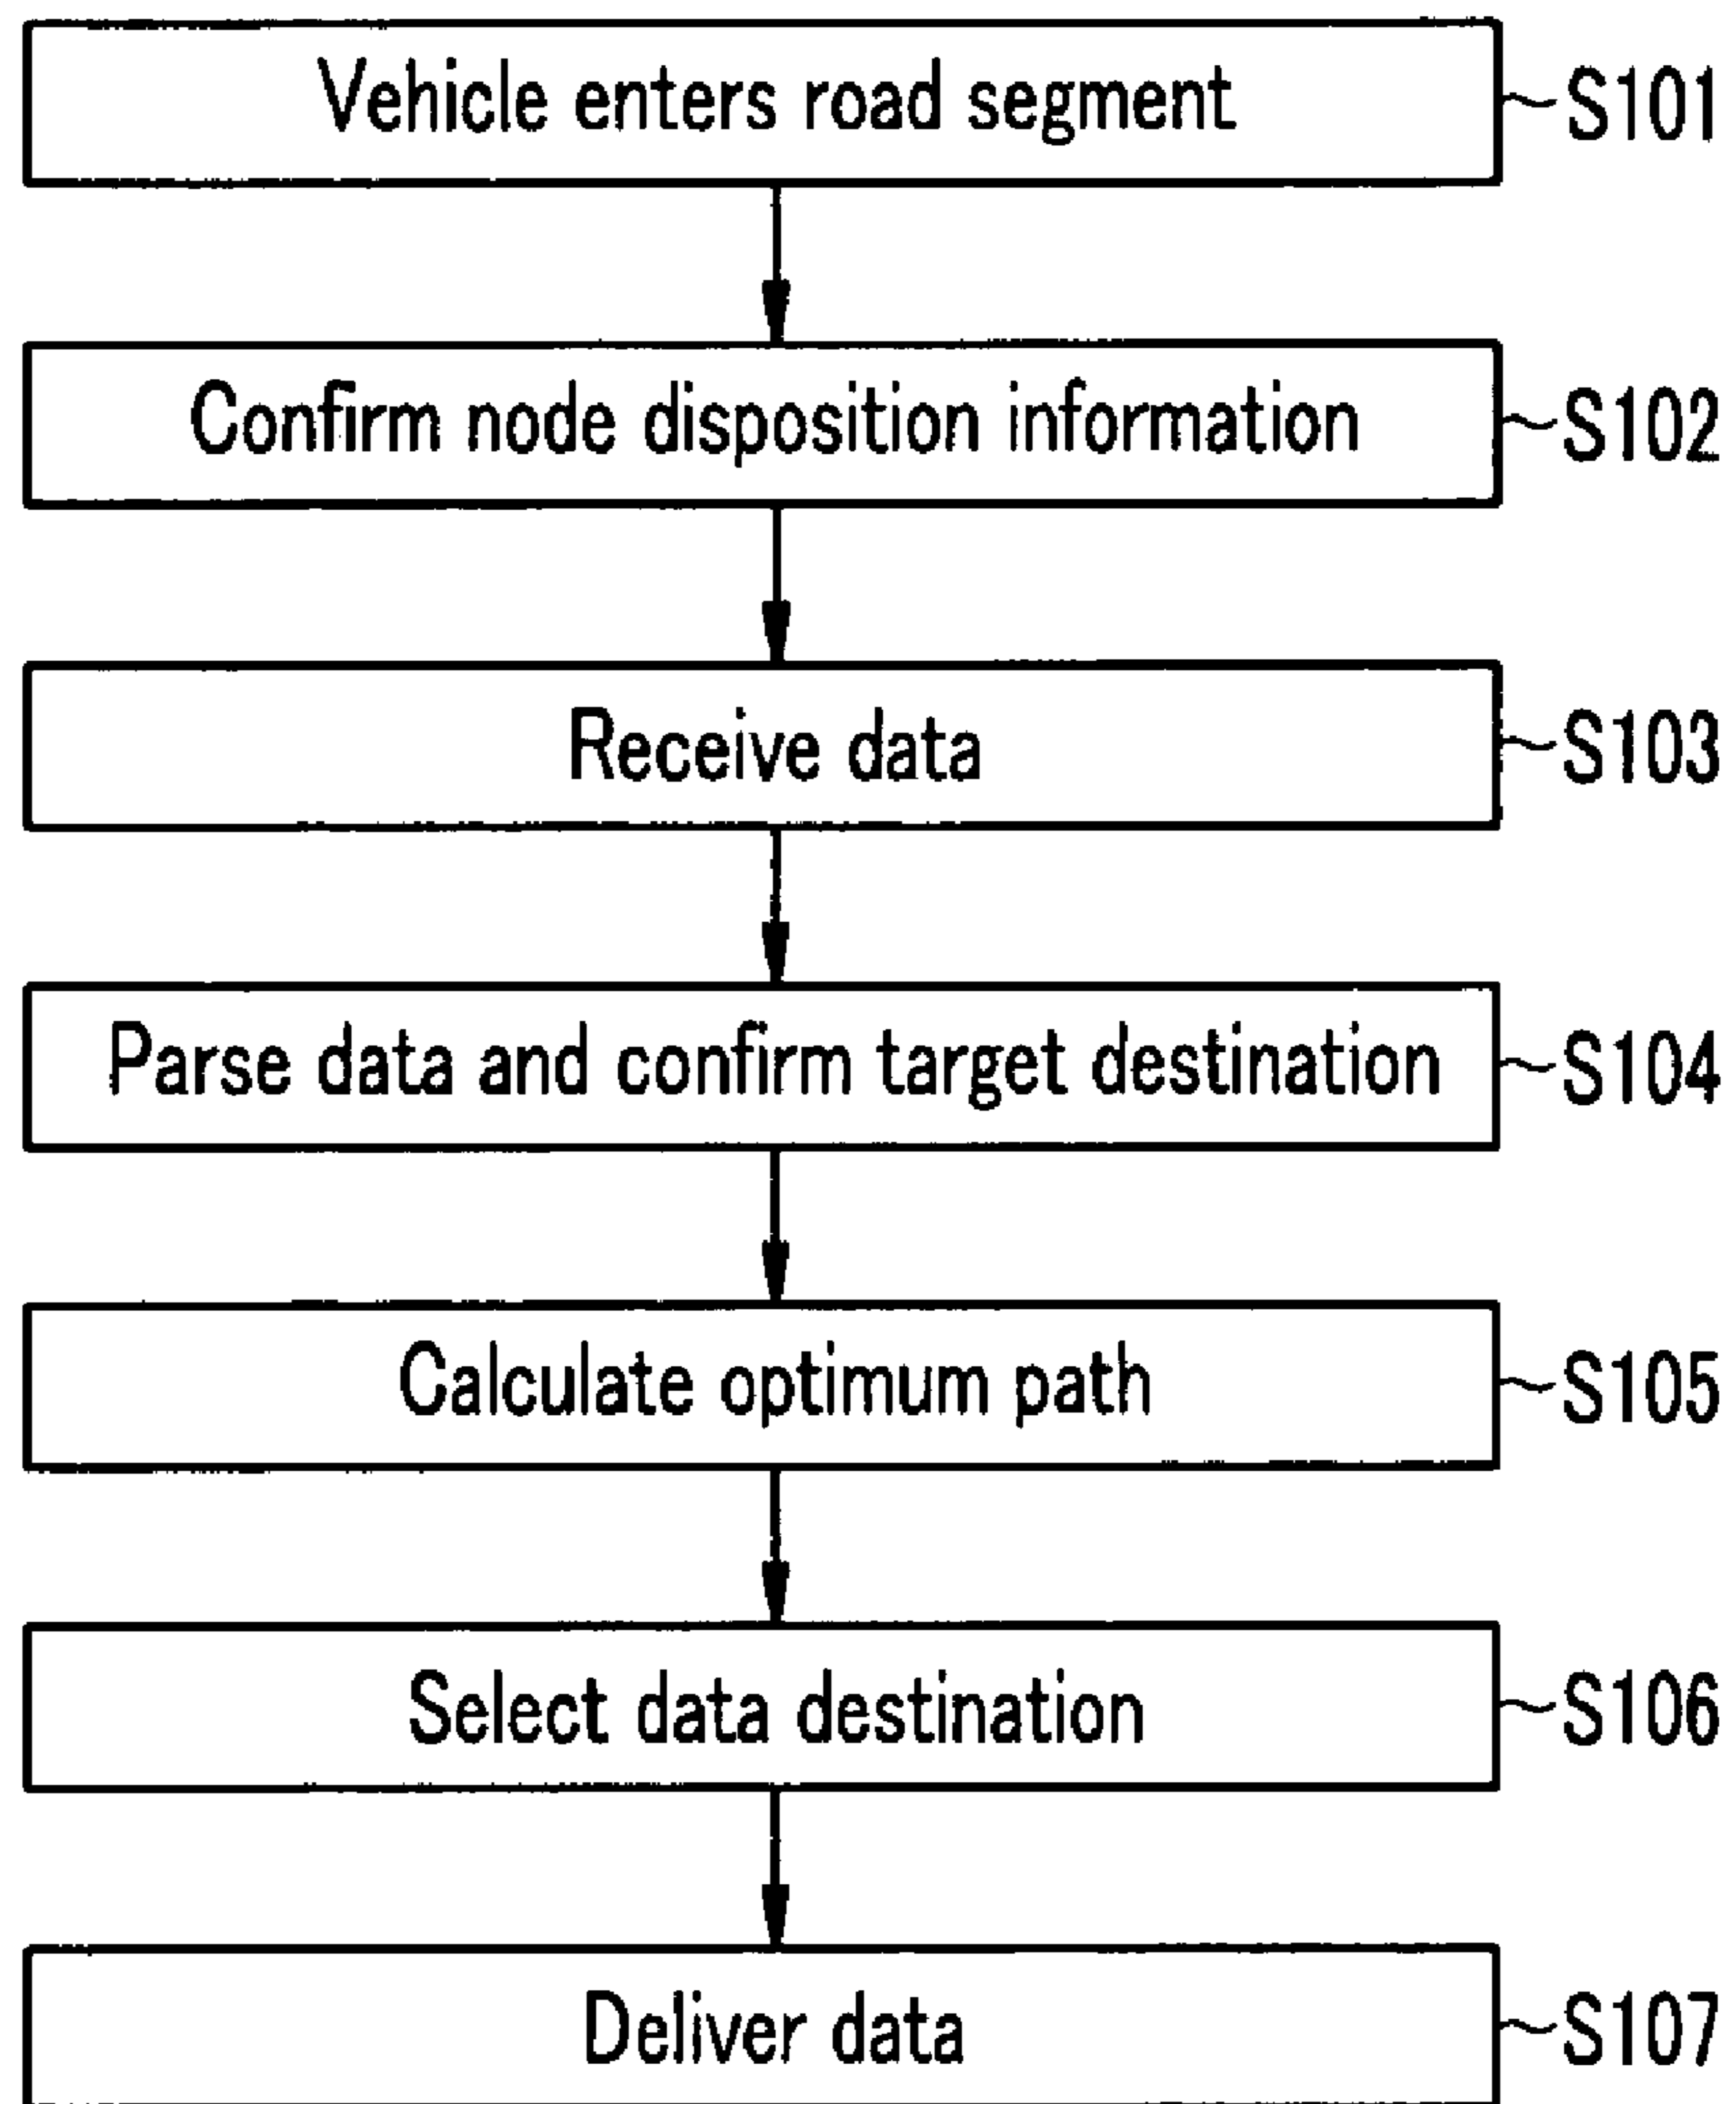 Vehicle enters road segment S101
Confirm node disposition information S102
Receive data S103
Parse data and confirm target destination S104
Calculate optimum path S105
Select data destination S106
Deliver data S107